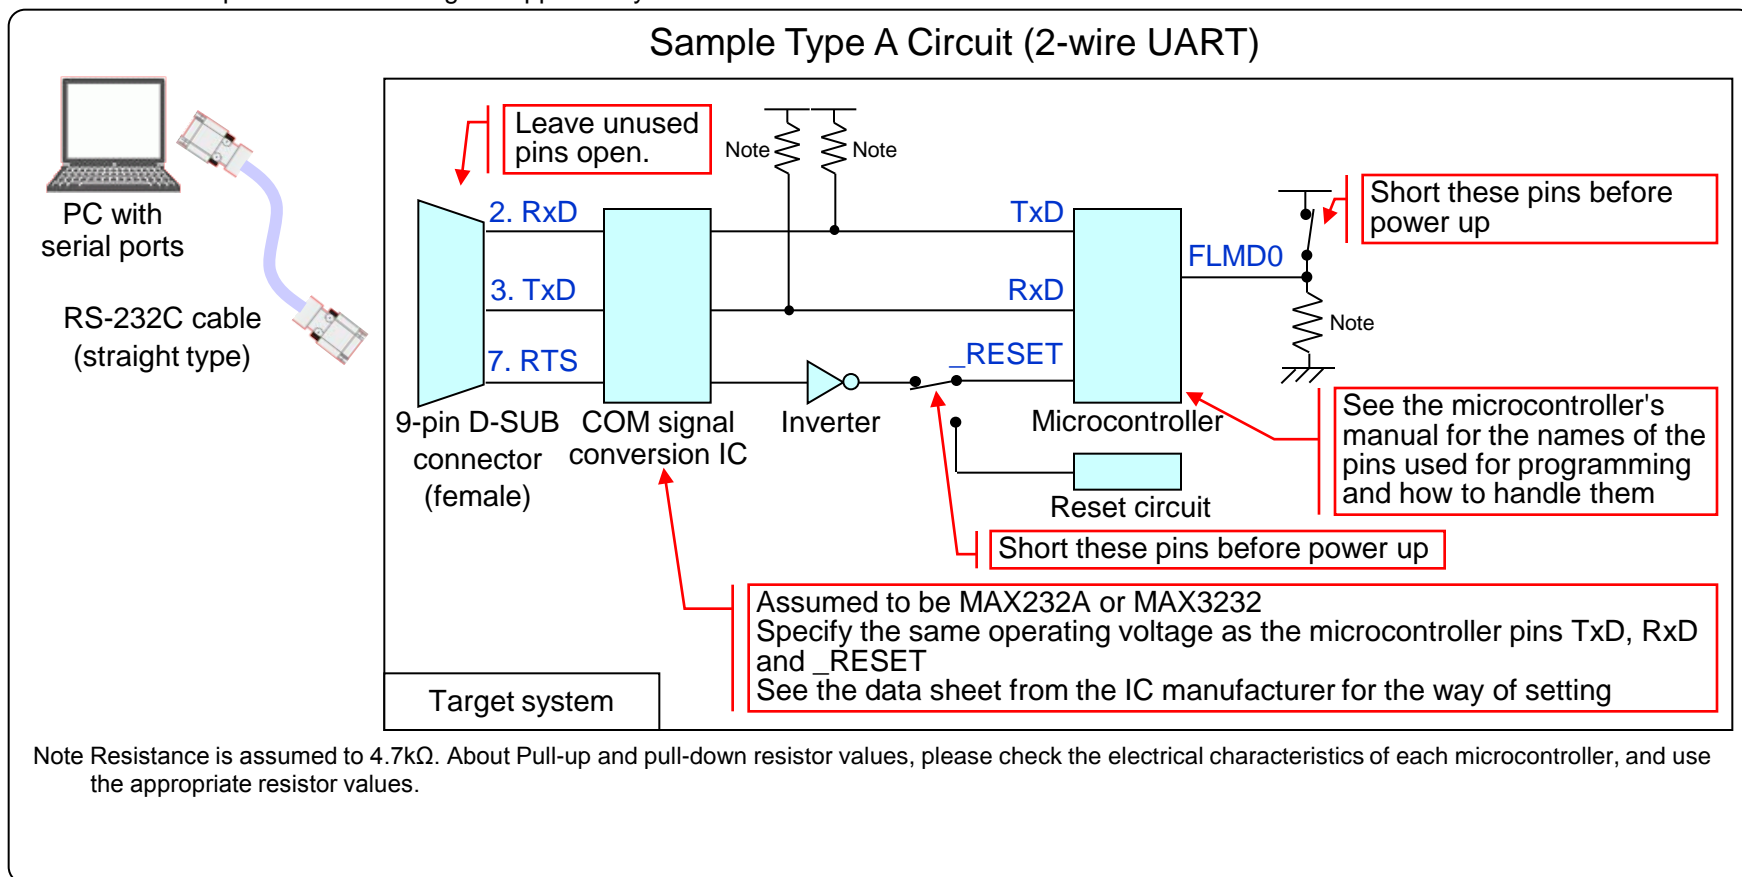 Sample Type A Circuit (2-wire UART)
PC with
serial ports
RS-232C cable
(straight type)
Leave unused
pins open.
Note
Note
2. RxD
TxD
3. TxD
RxD
7. RTS
_RESET
FLMD0
Short these pins before
power up
Note
9-pin D-SUB
connector
(female)
COM signal
conversion IC
Inverter
Microcontroller
Reset circuit
See the microcontroller's
manual for the names of the
pins used for programming
and how to handle them
Short these pins before power up
Assumed to be MAX232A or MAX3232
Specify the same operating voltage as the microcontroller pins TxD, RxD
and _RESET
See the data sheet from the IC manufacturer for the way of setting
Target system
Note Resistance is assumed to 4.7kΩ. About Pull-up and pull-down resistor values, please check the electrical characteristics of each microcontroller, and use
the appropriate resistor values.